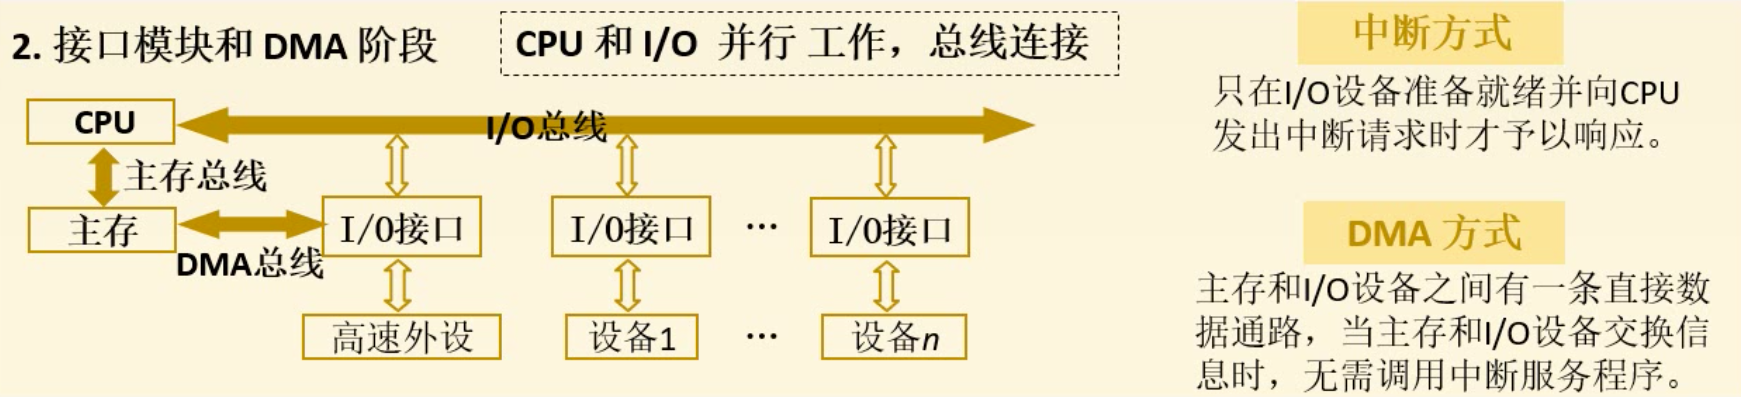 2. 接口模块和 DMA 阶段
CPU 和 I/O 并行 工作，总线连接
CPU
I/O总线
主存总线
主存
I/O接口
I/O接口
…
I/O接口
DMA总线
高速外设
设备1
…
设备n
中断方式
只在I/O设备准备就绪并向CPU
发出中断请求时才予以响应。
DMA 方式
主存和I/O设备之间有一条直接数
据通路，当主存和I/O设备交换信
息时，无需调用中断服务程序。